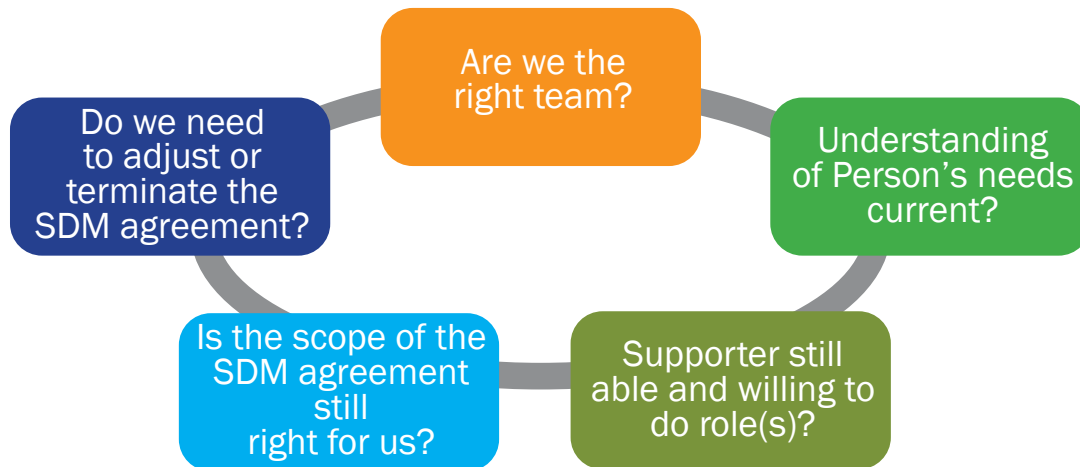 Are we the
right team?
Understanding
of Person’s needs
current?
Supporter still
able and willing to
do role(s)?
Is the scope of the
SDM agreement
still
right for us?
Do we need
to adjust or
terminate the
SDM agreement?